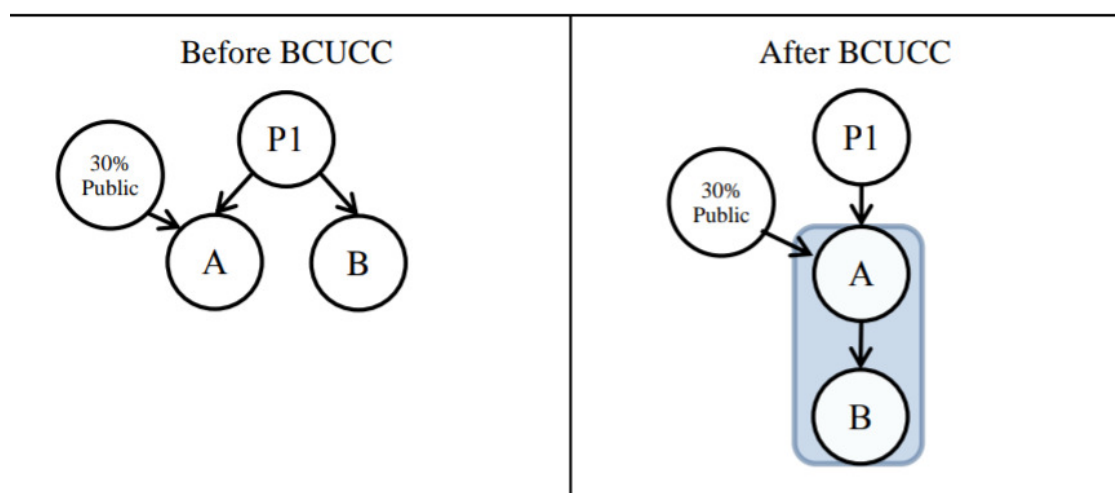 Before BCUCC
P1
30%
Public
A
B
After BCUCC
P1
30%
Public
A
B